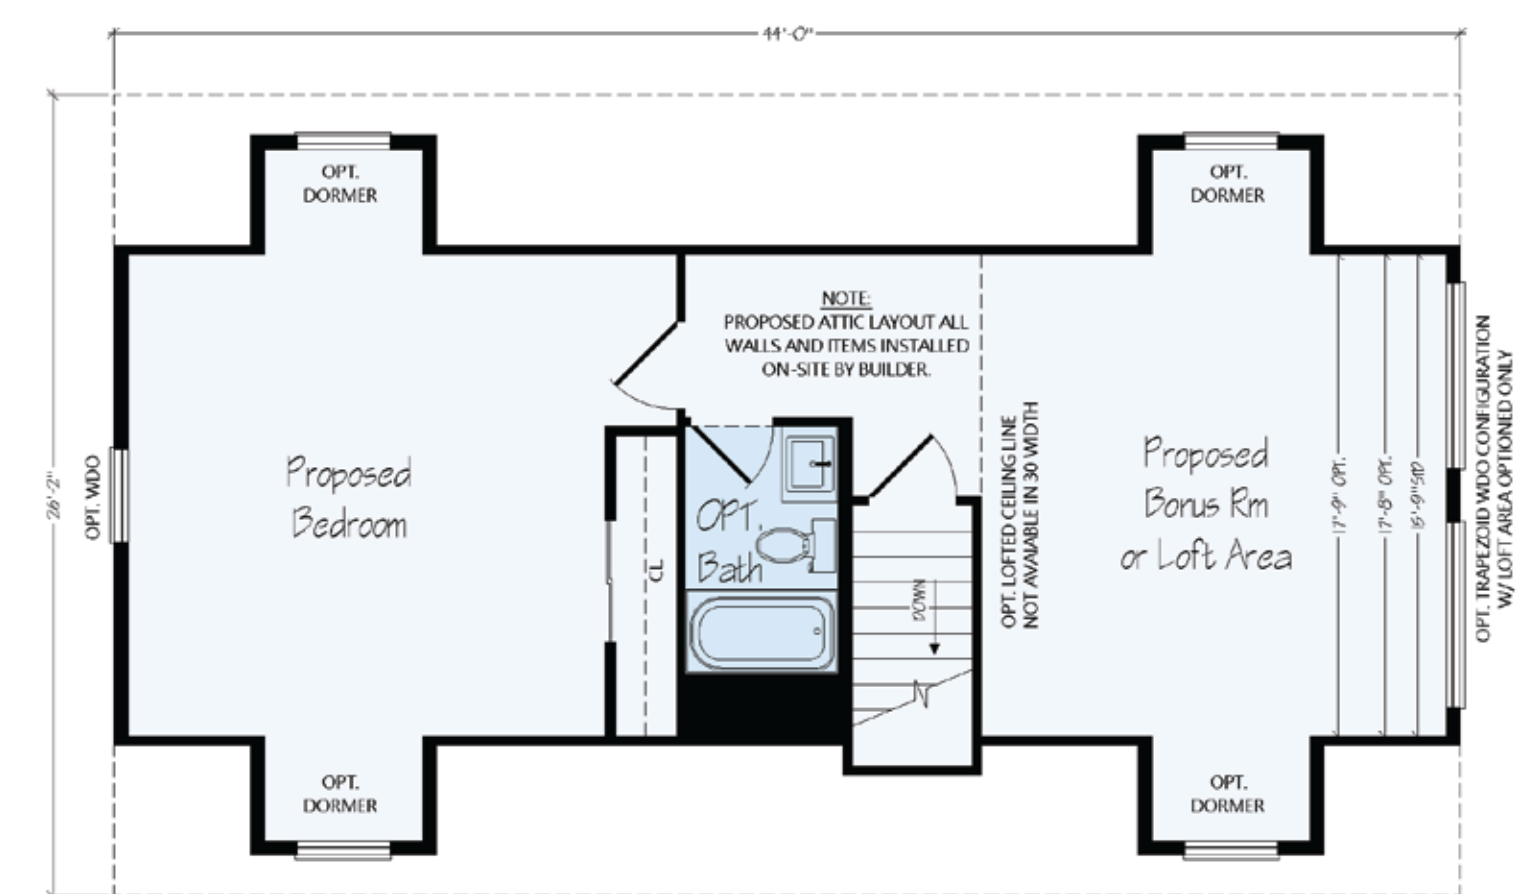 44'-0"
OPT.
DORMER
OPT.
DORMER
NOTE:
PROPOSED ATTIC LAYOUT ALL
WALLS AND ITEMS INSTALLED
ON-SITE BY BUILDER.
26'-2"
OPT. WDO
Proposed
Bedroom
CL
OPT.
Bath
DOWN
OPT. LOFTED CEILING LINE
NOT AVAIABLE IN 30 WIDTH
Proposed
Bonus Rm
or Loft Area
17'-9" OPT.
17'-8" OPT.
15'-9" STD
OPT. TRAPEZOID WDO CONFIGURATION
W/ LOFT AREA OPTIONED ONLY
OPT.
DORMER
OPT.
DORMER